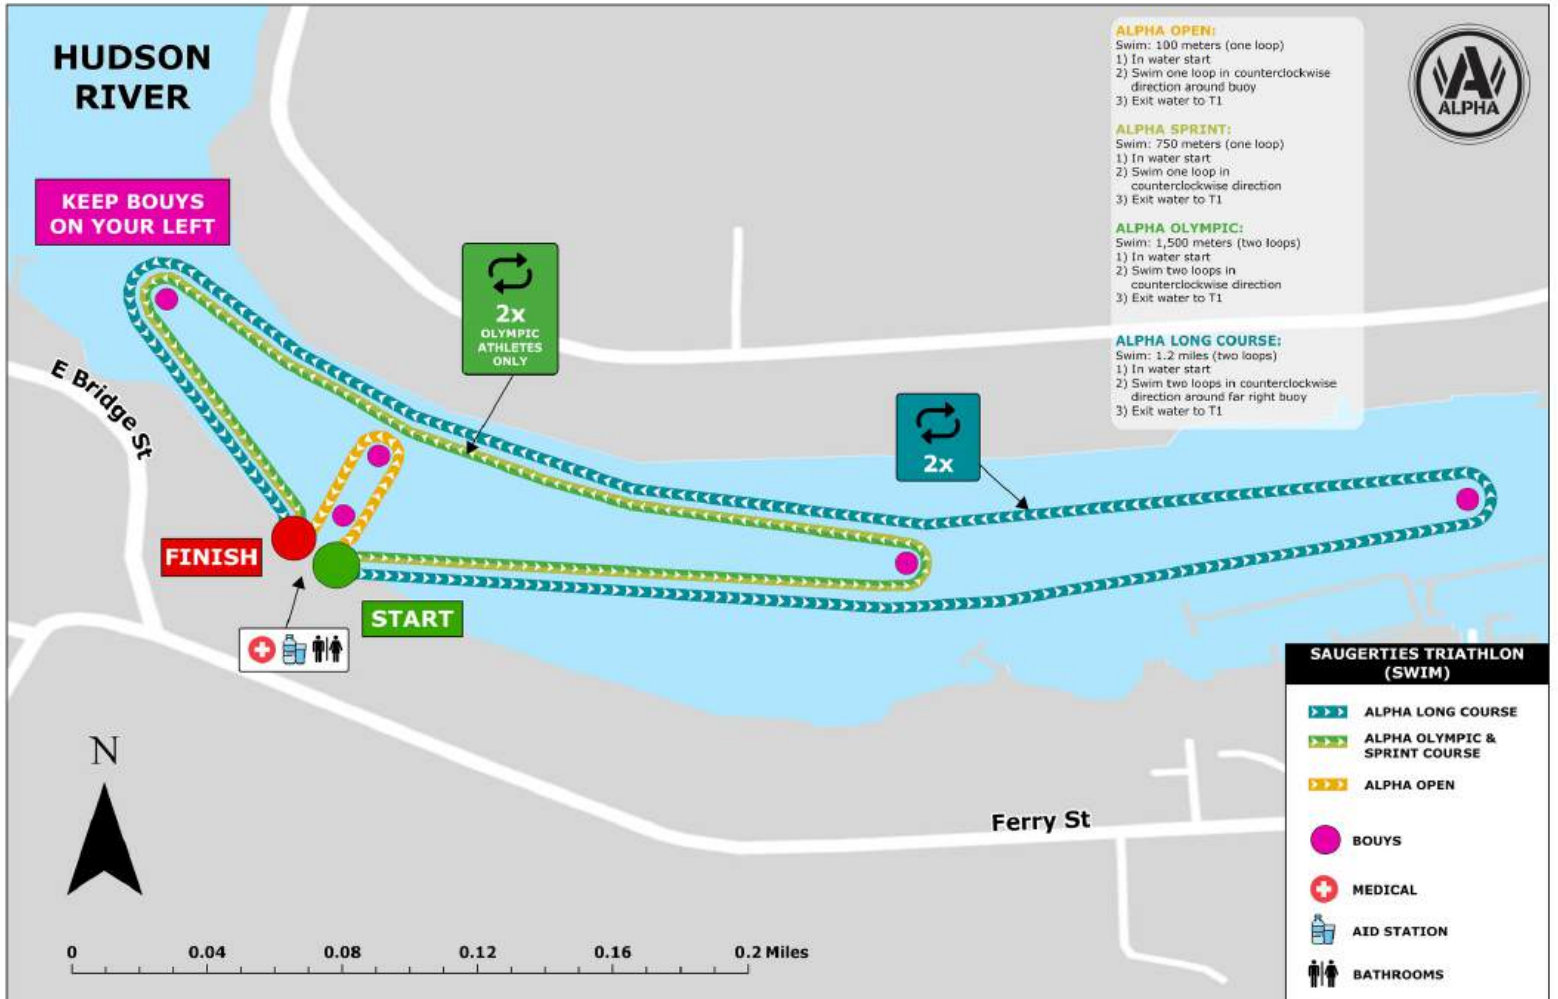 HUDSON
RIVER
ALPHA OPEN:
Swim: 100 meters (one loop)
1) In water start
2) Swim one loop in counterclockwise
direction around buoy
3) Exit water to T1
ALPHA SPRINT:
Swim: 750 meters (one loop)
1) In water start
2) Swim one loop in
counterclockwise direction
3) Exit water to T1
ALPHA OLYMPIC:
Swim: 1,500 meters (two loops)
1) In water start
2) Swim two loops in
counterclockwise direction
3) Exit water to T1
ALPHA LONG COURSE:
Swim: 1.2 miles (two loops)
1) In water start
2) Swim two loops in counterclockwise
direction around far right buoy
3) Exit water to T1
A
ALPHA
KEEP BOUYS
ON YOUR LEFT
2x
OLYMPIC
ATHLETES
ONLY
E Bridge St
2x
FINISH
START
SAUGERTIES TRIATHLON
(SWIM)
ALPHA LONG COURSE
ALPHA OLYMPIC &
SPRINT COURSE
ALPHA OPEN
BOUYS
MEDICAL
AID STATION
BATHROOMS
N
Ferry St
0 0.04 0.08 0.12 0.16 0.2 Miles